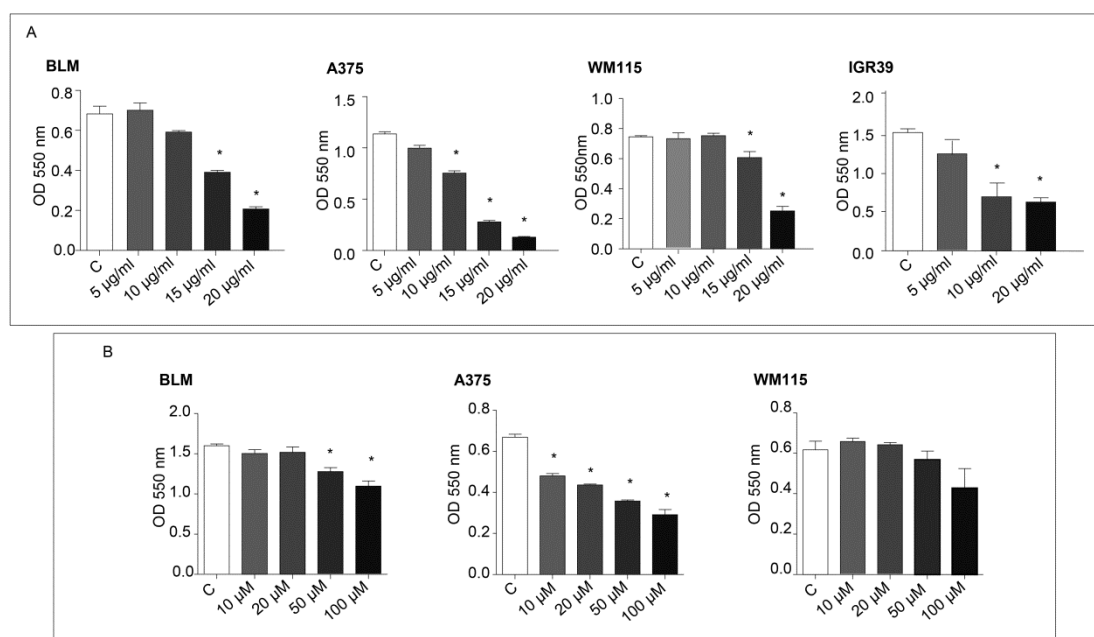 A
BLM
OD 550 nm
0.8
0.6
0.4
0.2
0.0
*
*
C
5 µg/ml
10 µg/ml
15 µg/ml
20 µg/ml
A375
OD 550 nm
1.5
1.0
0.5
0.0
*
*
*
C
5 µg/ml
10 µg/ml
15 µg/ml
20 µg/ml
WM115
OD 550nm
1.0
0.8
0.6
0.4
0.2
0.0
*
*
C
5 µg/ml
10 µg/ml
15 µg/ml
20 µg/ml
IGR39
OD 550 nm
2.0
1.5
1.0
0.5
0.0
*
*
C
5 µg/ml
10 µg/ml
20 µg/ml
B
BLM
OD 550 nm
2.0
1.5
1.0
0.5
0.0
*
*
C
10 µM
20 µM
50 µM
100 µM
A375
OD 550 nm
0.8
0.6
0.4
0.2
0.0
*
*
*
*
C
10 µM
20 µM
50 µM
100 µM
WM115
OD 550 nm
0.8
0.6
0.4
0.2
0.0
C
10 µM
20 µM
50 µM
100 µM